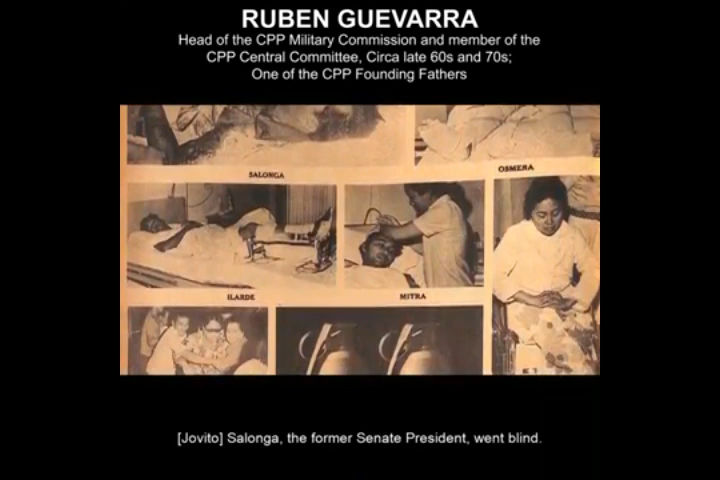 RUBEN GUEVARRA
Head of the CPP Military Commission and member of the
CPP Central Committee, Circa late 60s and 70s;
One of the CPP Founding Fathers
SALONGA
OSMEÑA
ILARDE
MITRA
[Jovito] Salonga, the former Senate President, went blind.